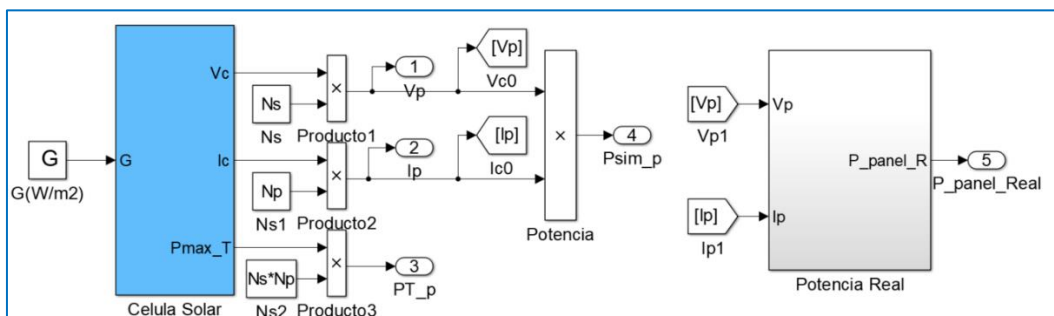 G
G(W/m2)
G
Vc
Ic
Pmax_T
Celula Solar
Ns
Ns
×
Producto1
Np
Ns1
×
Producto2
Ns*Np
Ns2
×
Producto3
1
Vp
[Vp]
Vc0
2
Ip
[Ip]
Ic0
3
PT_p
×
Potencia
4
Psim_p
[Vp]
Vp1
[Ip]
Ip1
Vp
Ip
P_panel_R
Potencia Real
5
P_panel_Real